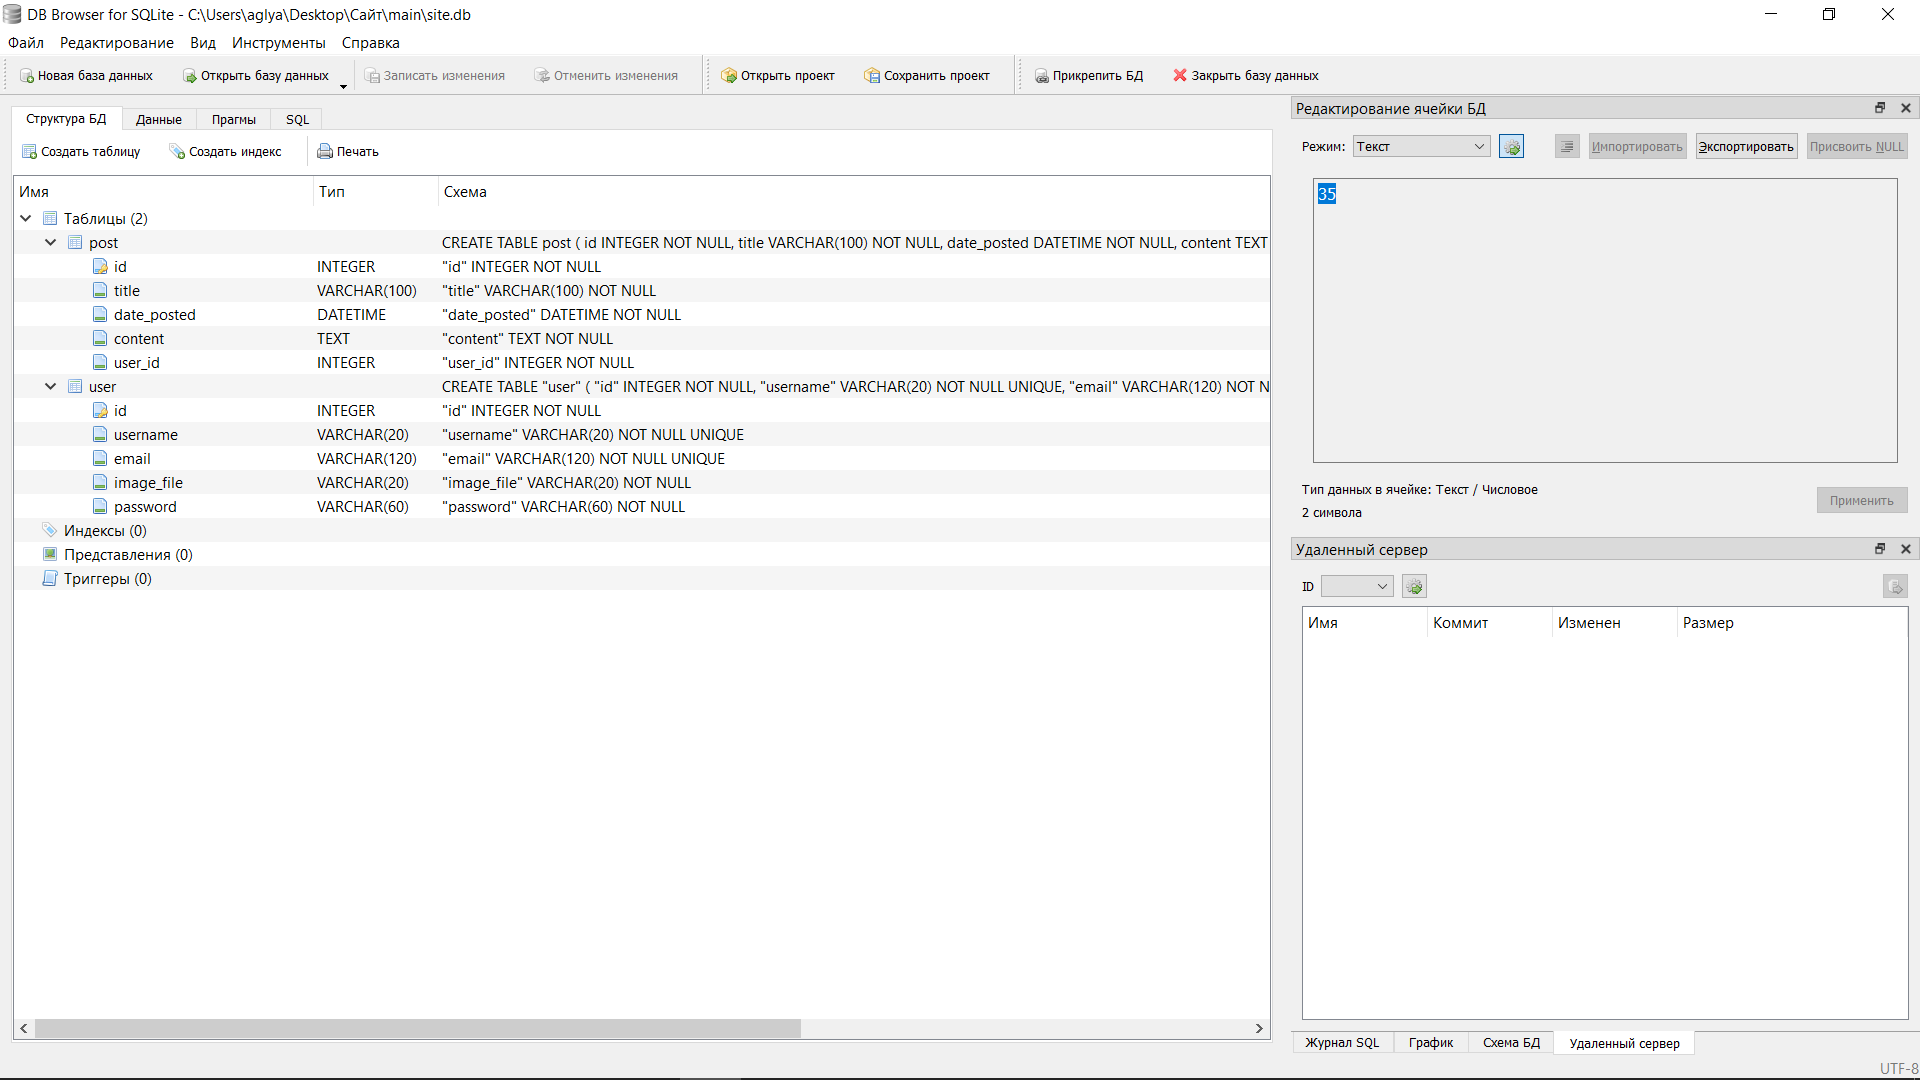 DB Browser for SQLite - C:\Users\aglya\Desktop\Сайт\main\site.db
Файл Редактирование Вид Инструменты Справка
Новая база данных Открыть базу данных Записать изменения Отменить изменения Открыть проект Сохранить проект Прикрепить БД Закрыть базу данных
Структура БД Данные Прагмы SQL
Создать таблицу Создать индекс Печать
Имя Тип Схема
Таблицы (2)
post CREATE TABLE post ( id INTEGER NOT NULL, title VARCHAR(100) NOT NULL, date_posted DATETIME NOT NULL, content TEXT
id INTEGER "id" INTEGER NOT NULL
title VARCHAR(100) "title" VARCHAR(100) NOT NULL
date_posted DATETIME "date_posted" DATETIME NOT NULL
content TEXT "content" TEXT NOT NULL
user_id INTEGER "user_id" INTEGER NOT NULL
user CREATE TABLE "user" ( "id" INTEGER NOT NULL, "username" VARCHAR(20) NOT NULL UNIQUE, "email" VARCHAR(120) NOT N
id INTEGER "id" INTEGER NOT NULL
username VARCHAR(20) "username" VARCHAR(20) NOT NULL UNIQUE
email VARCHAR(120) "email" VARCHAR(120) NOT NULL UNIQUE
image_file VARCHAR(20) "image_file" VARCHAR(20) NOT NULL
password VARCHAR(60) "password" VARCHAR(60) NOT NULL
Индексы (0)
Представления (0)
Триггеры (0)
Редактирование ячейки БД
Режим: Текст Импортировать Экспортировать Присвоить NULL
35
Тип данных в ячейке: Текст / Числовое
2 символа
Применить
Удаленный сервер
ID
Имя Коммит Изменен Размер
Журнал SQL График Схема БД Удаленный сервер
UTF-8